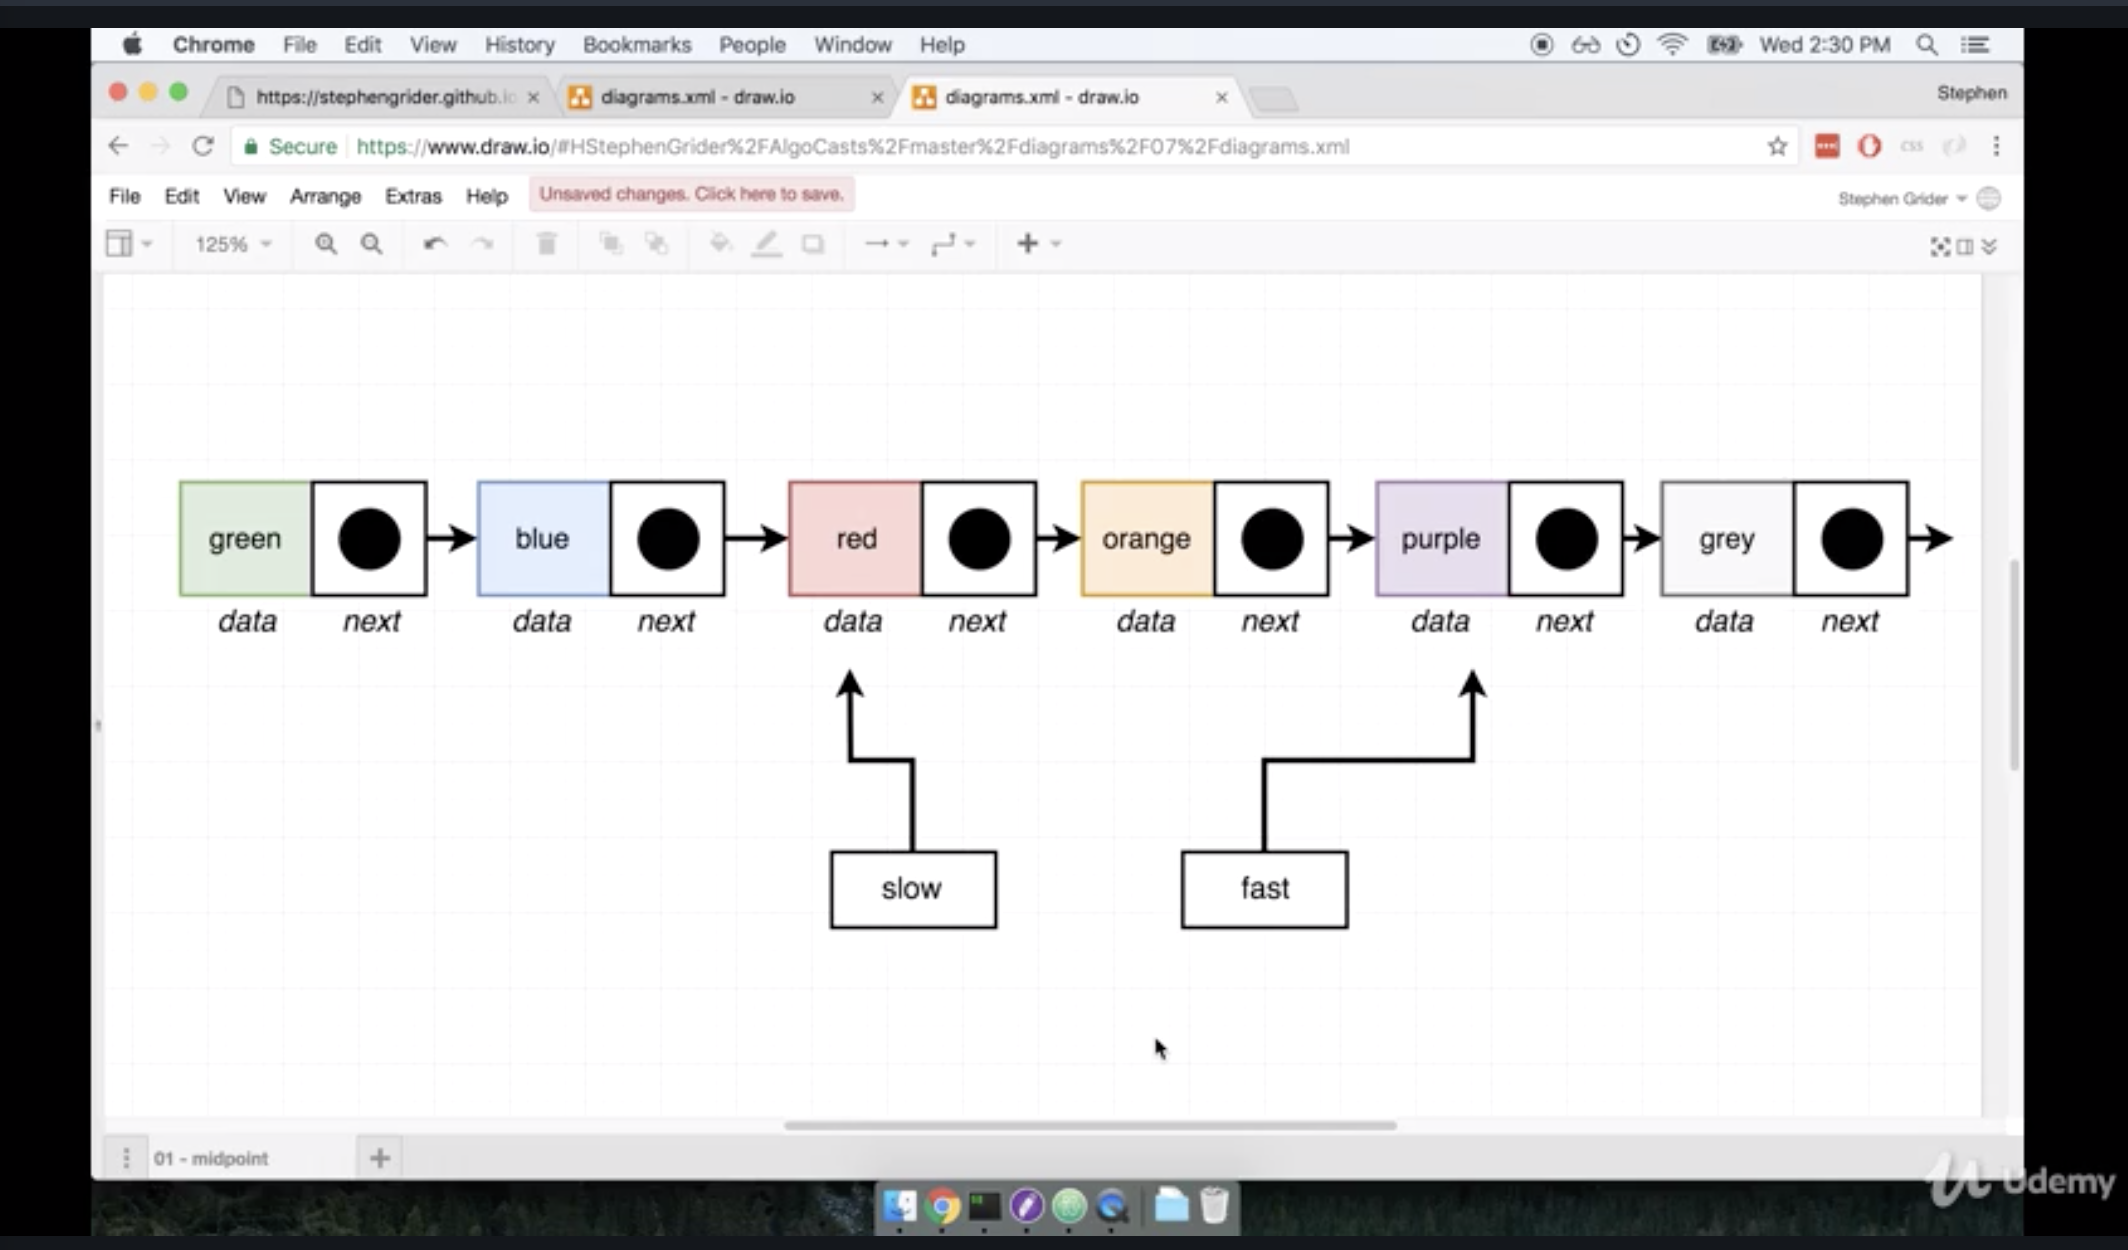 Chrome File Edit View History Bookmarks People Window Help Wed 2:30 PM
https://stephengrider.github.io diagrams.xml - draw.io diagrams.xml - draw.io Stephen
Secure https://www.draw.io/#HStephenGrider%2FAlgoCasts%2Fmaster%2Fdiagrams%2F07%2Fdiagrams.xml css
File Edit View Arrange Extras Help Unsaved changes. Click here to save. Stephen Grider
125%
green blue red orange purple grey
data next data next data next data next data next data next
slow fast
01 - midpoint
Udemy